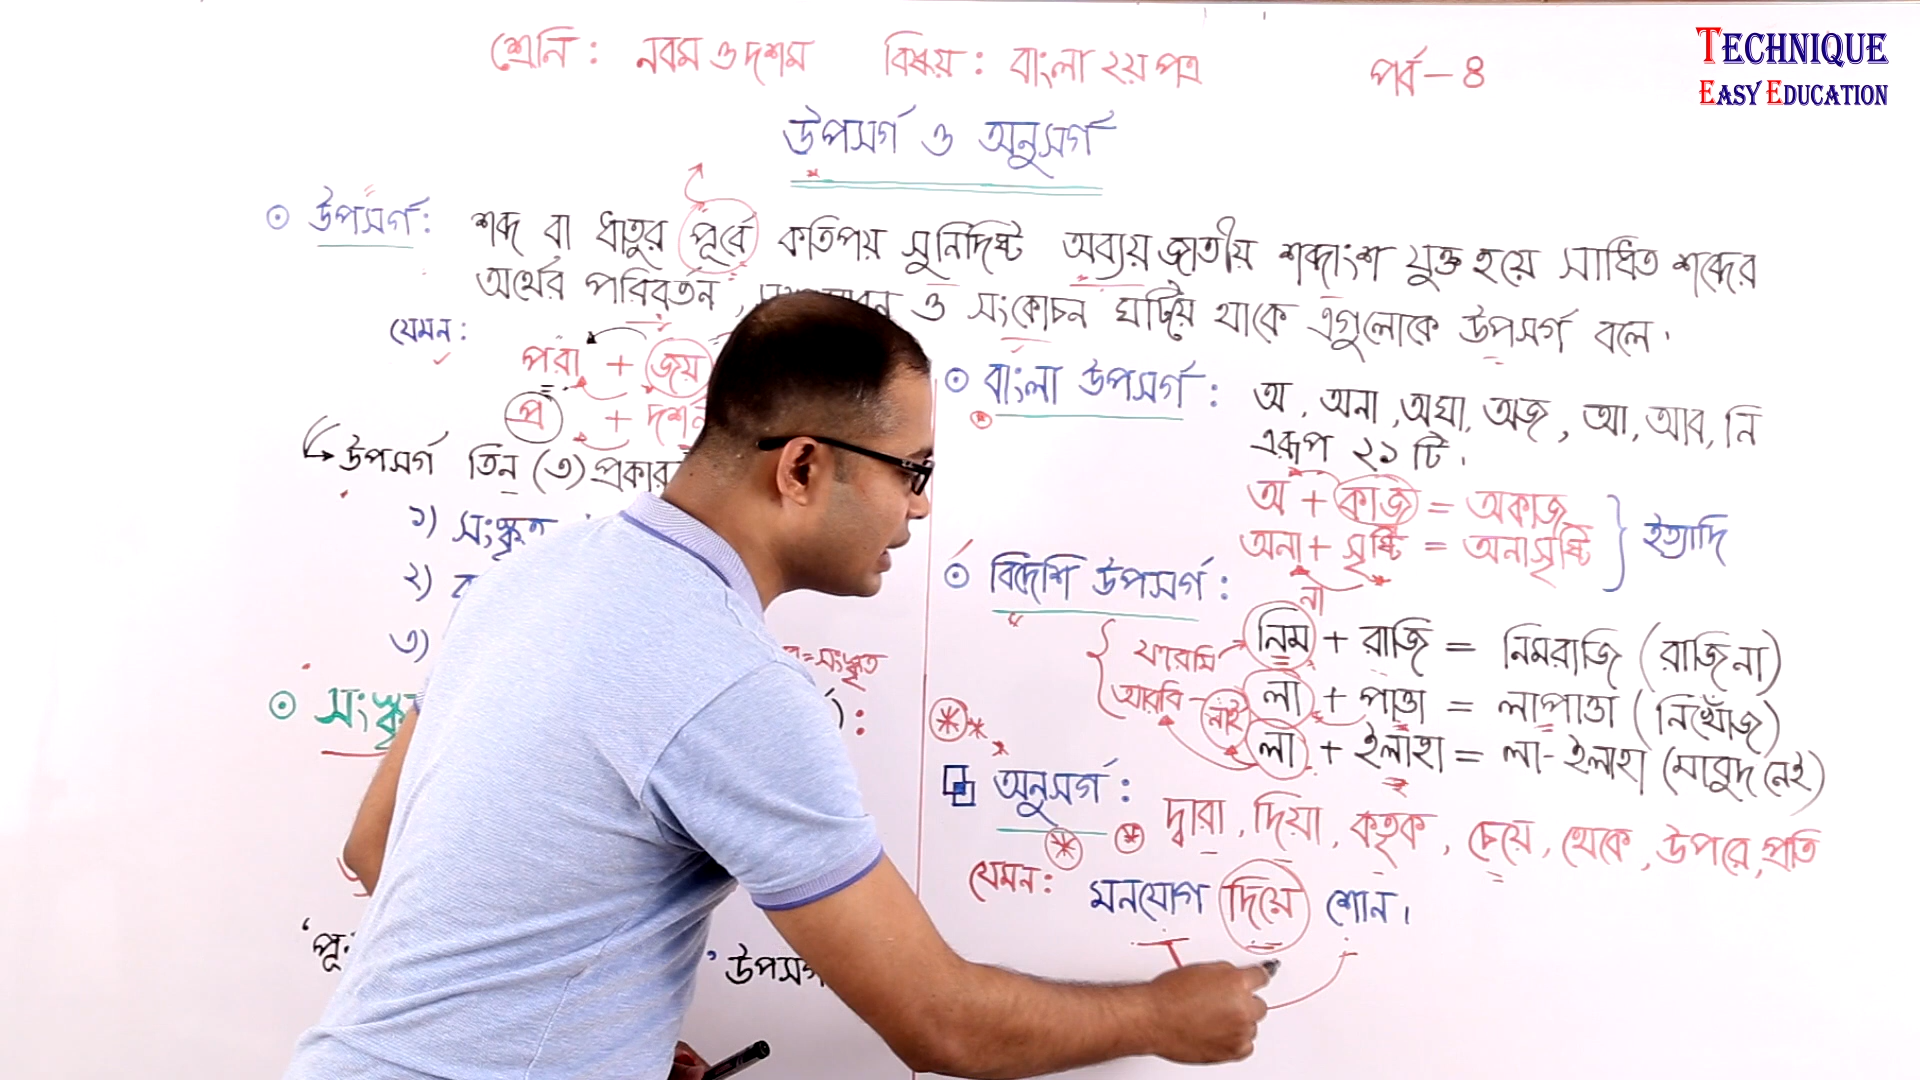 শ্রেনি : নবম ও দশম বিষয় : বাংলা ২য় পত্র পর্ব – ৪
TECHNIQUE
EASY EDUCATION
উপসর্গ ও অনুসর্গ
উপসর্গ : শব্দ বা ধাতুর পূর্বে কতিপয় সুনির্দিষ্ট অব্যয় জাতীয় শব্দাংশ যুক্ত হয়ে সাধিত শব্দের
অর্থের পরিবর্তন , ও সংকোচন ঘটিয়ে থাকে এগুলোকে উপসর্গ বলে ।
যেমন :
পরা + জয়
প্র + দর্শন
উপসর্গ তিন (৩) প্রকার
১) সংস্কৃত
২)
৩)
= সংস্কৃত
উপসর্গ
বাংলা উপসর্গ : অ , অনা , অঘা , অজ , আ , আব , নি
এরূপ ২১ টি ।
অ + কাজ = অকাজ
অনা + সৃষ্টি = অনাসৃষ্টি } ইত্যাদি
বিদেশি উপসর্গ :
না
ফারসি নিম + রাজি = নিমরাজি (রাজি না)
আরবি – নাই লা + পাত্তা = লাপাত্তা (নিখোঁজ)
লা + ইলাহা = লা-ইলাহা (মাবুদ নেই)
অনুসর্গ : দ্বারা , দিয়া , কতৃক , চেয়ে , থেকে , উপরে , প্রতি
যেমন : মনযোগ দিয়ে শোন ।